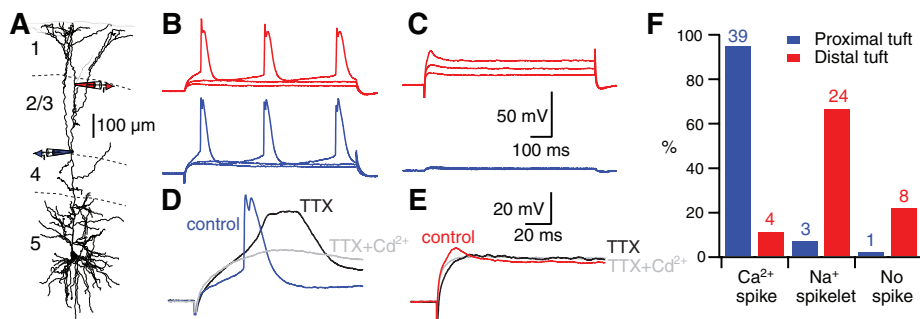 A
1
2/3
100 µm
4
5
B
C
50 mV
100 ms
D
control
TTX
TTX+Cd²⁺
20 mV
20 ms
E
control
TTX
TTX+Cd²⁺
F
Proximal tuft
Distal tuft
100
80
60
40
20
0
%
39
4
3
24
1
8
Ca²⁺
spike
Na⁺
spikelet
No
spike